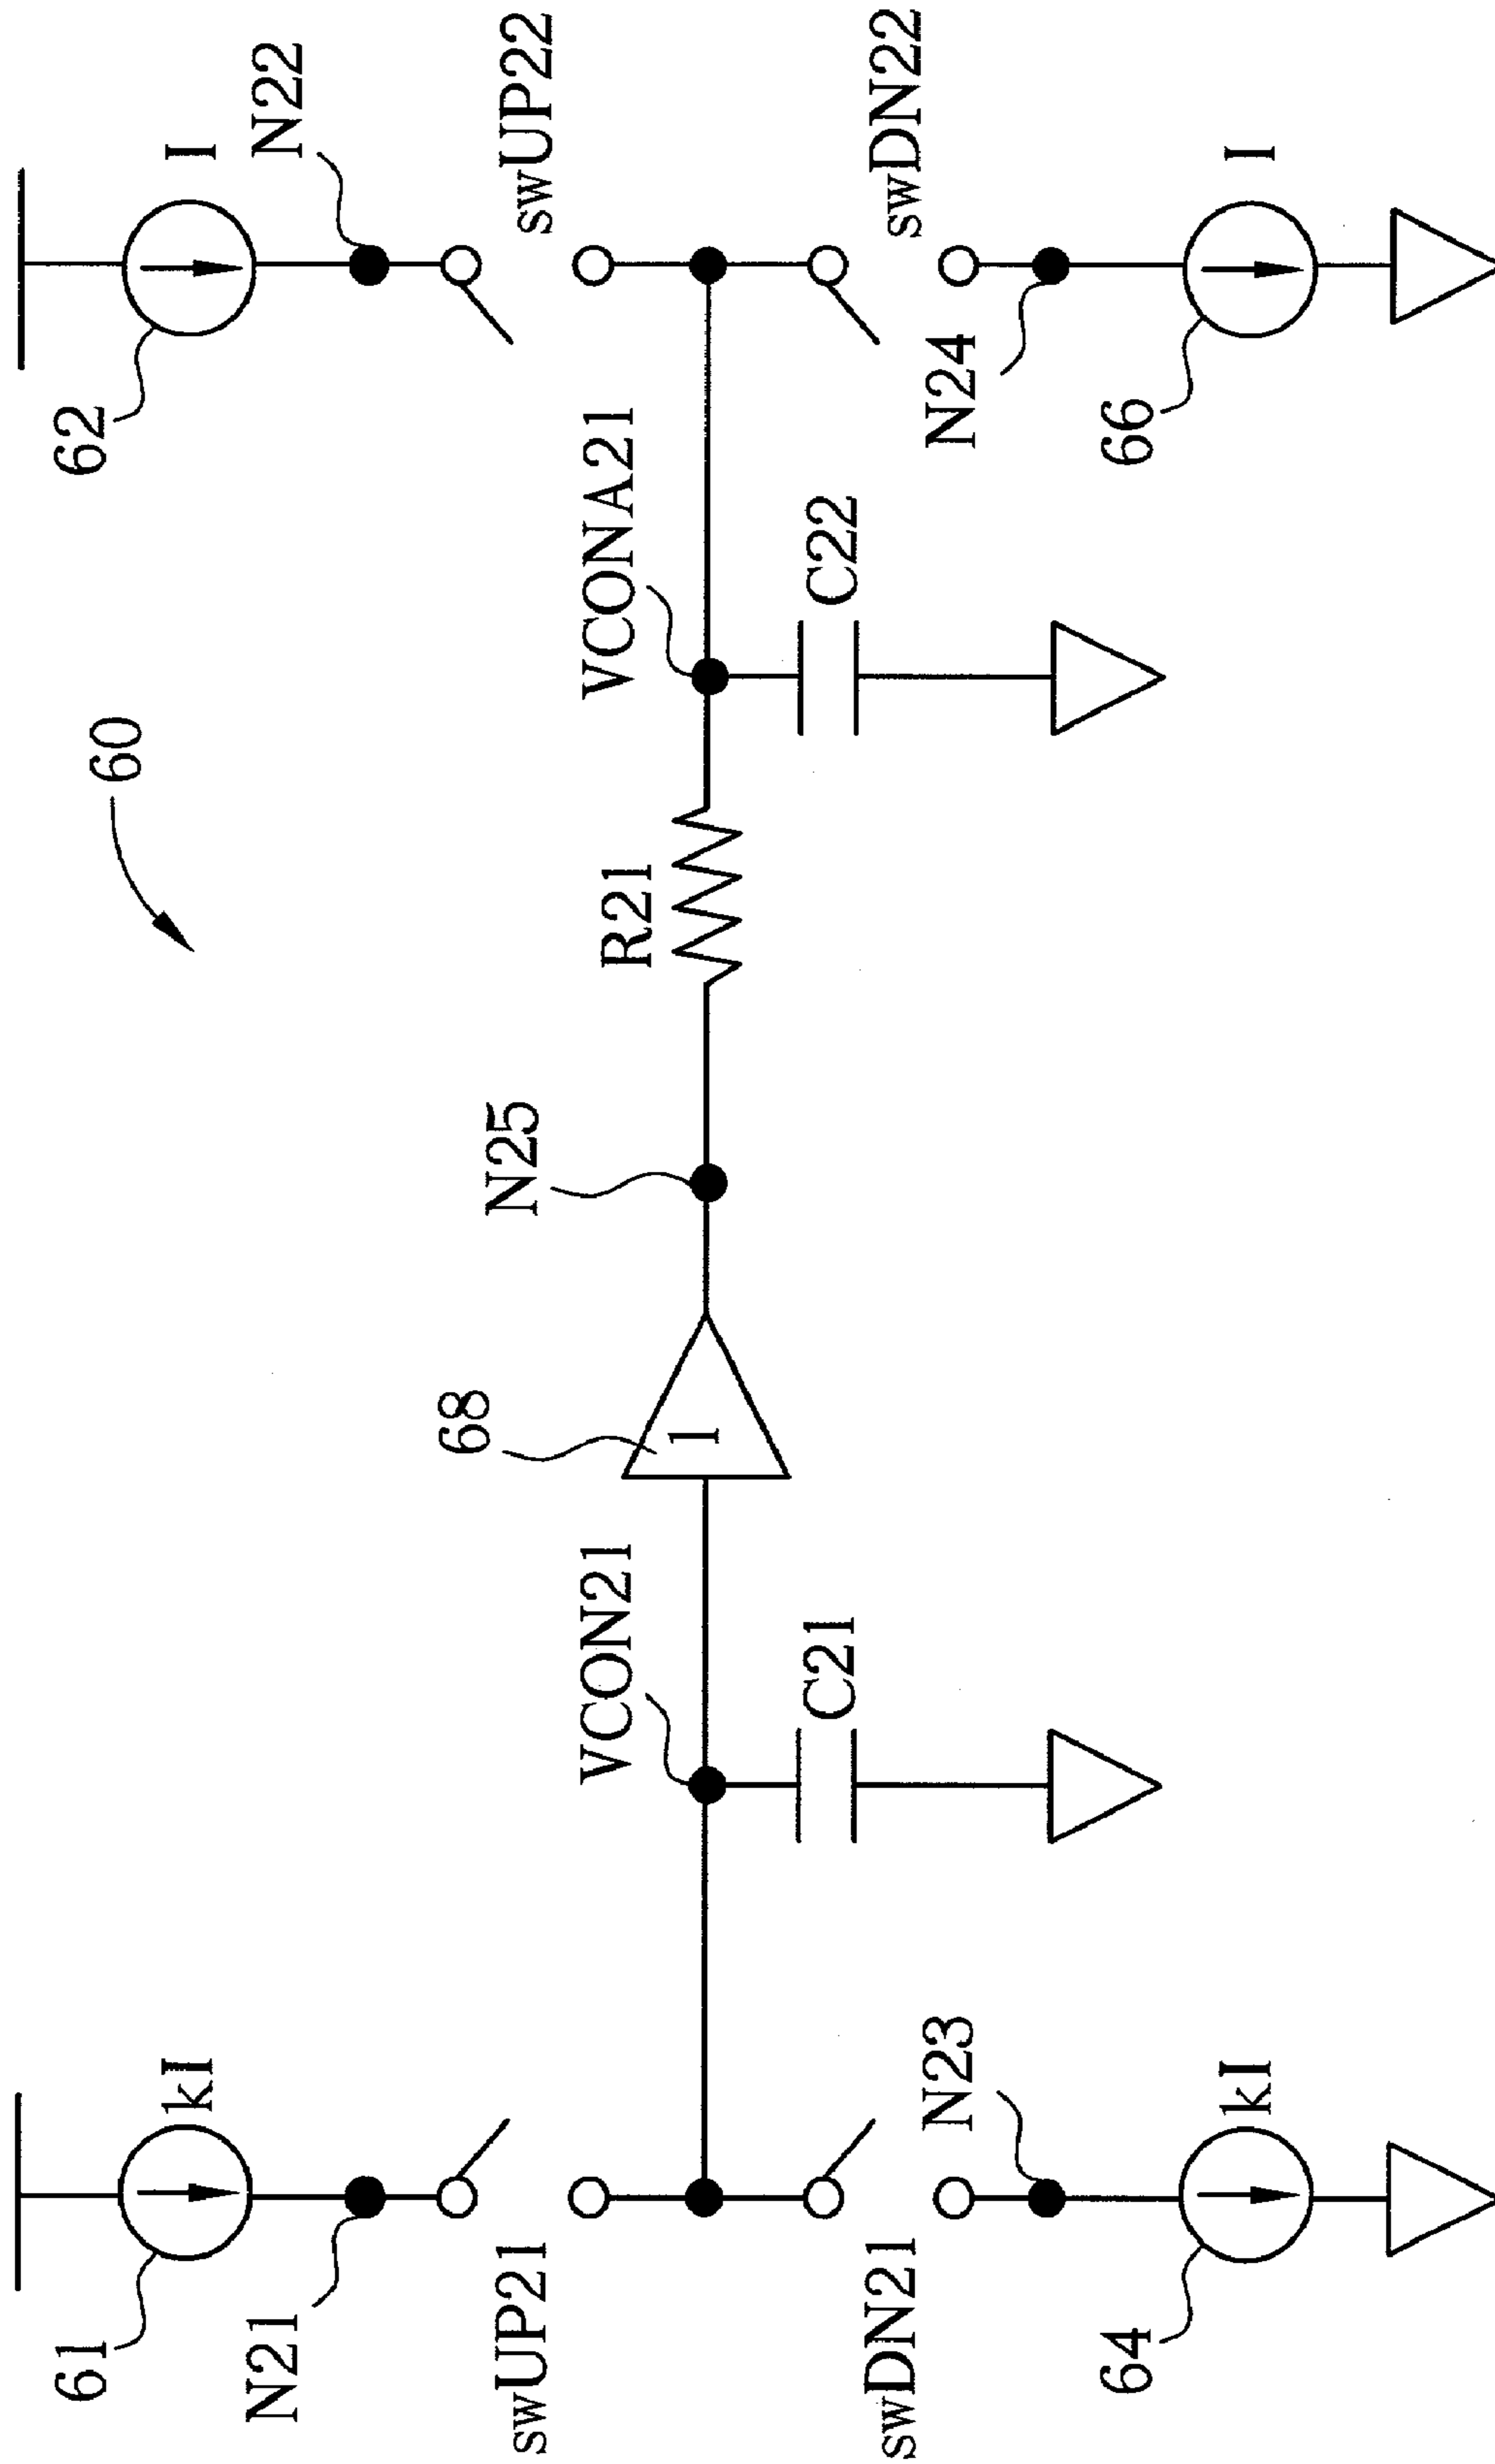 60
61
kI
62
I
N21
N22
swUP21
swUP22
VCON21
68
1
N25
R21
VCONA21
C21
C22
swDN21
swDN22
N23
N24
64
kI
66
I